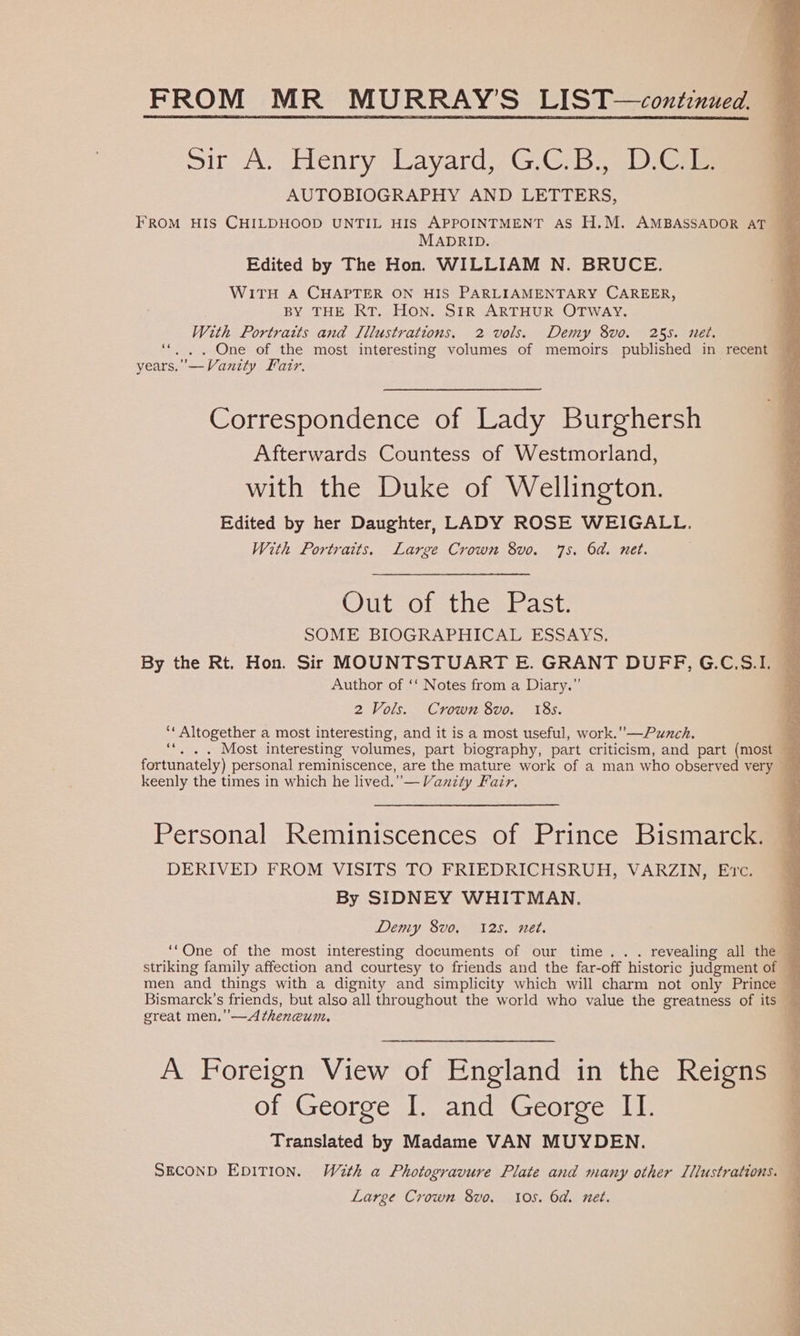 FROM MR MURRAY'S LIST—continued.
Sir A. Henry Layard, G.C.B., D.C.L.
AUTOBIOGRAPHY AND LETTERS,
FROM HIS CHILDHOOD UNTIL HIS APPOINTMENT AS H.M. AMBASSADOR AT
MADRID.
Edited by The Hon. WILLIAM N. BRUCE.
WITH A CHAPTER ON HIS PARLIAMENTARY CAREER,
BY THE RT. HON. SIR ARTHUR OTWAY.
With Portraits and Illustrations. 2 vols. Demy 8vo. 25s. net.
“. . . One of the most interesting volumes of memoirs published in recent
years.”—Vanity Fair.
Correspondence of Lady Burghersh
Afterwards Countess of Westmorland,
with the Duke of Wellington.
Edited by her Daughter, LADY ROSE WEIGALL.
With Portraits. Large Crown 8vo. 7s. 6d. net.
Out of the Past.
SOME BIOGRAPHICAL ESSAYS.
By the Rt. Hon. Sir MOUNTSTUART E. GRANT DUFF, G.C.S.I.
Author of “Notes from a Diary.”
2 Vols. Crown 8vo. 18s.
“Altogether a most interesting, and it is a most useful, work.”—Punch.
“. . . Most interesting volumes, part biography, part criticism, and part (most
fortunately) personal reminiscence, are the mature work of a man who observed very
keenly the times in which he lived.”—Vanity Fair.
Personal Reminiscences of Prince Bismarck.
DERIVED FROM VISITS TO FRIEDRICHSRUH, VARZIN, ETC.
By SIDNEY WHITMAN.
Demy 8vo. 12s. net.
“One of the most interesting documents of our time . . . revealing all the
striking family affection and courtesy to friends and the far-off historic judgment of
men and things with a dignity and simplicity which will charm not only Prince
Bismarck's friends, but also all throughout the world who value the greatness of its
great men.”—Athenæum.
A Foreign View of England in the Reigns
of George I. and George II.
Translated by Madame VAN MUYDEN.
SECOND EDITION. With a Photogravure Plate and many other Illustrations.
Large Crown 8vo. 10s. 6d. net.